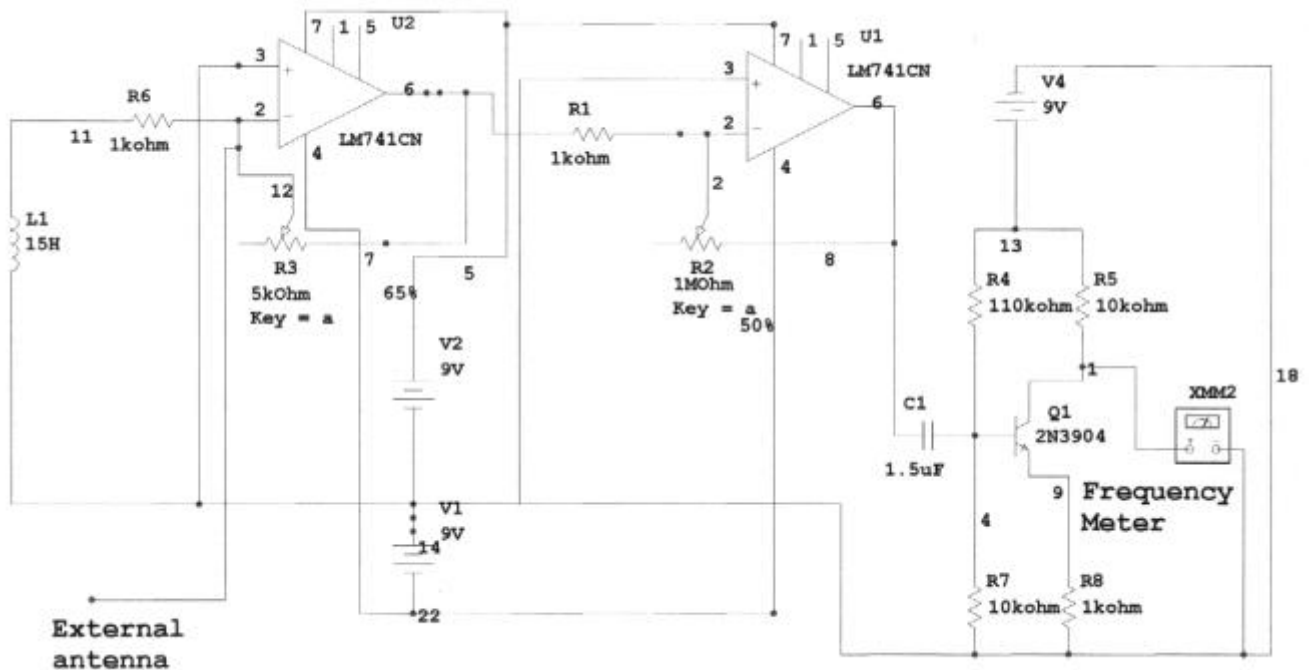 7
1
5
U2
3
+
2
−
6
4
LM741CN
R6
1kohm
11
12
L1
15H
R3
5kOhm
Key = a
65%
7
5
R1
1kohm
7
1
5
U1
LM741CN
3
+
2
−
6
4
2
R2
1MOhm
Key = a
50%
8
V4
9V
13
R4
110kohm
R5
10kohm
18
V2
9V
1
XMM2
Q1
2N3904
C1
1.5uF
9
Frequency
Meter
V1
9V
14
4
22
R7
10kohm
R8
1kohm
External
antenna